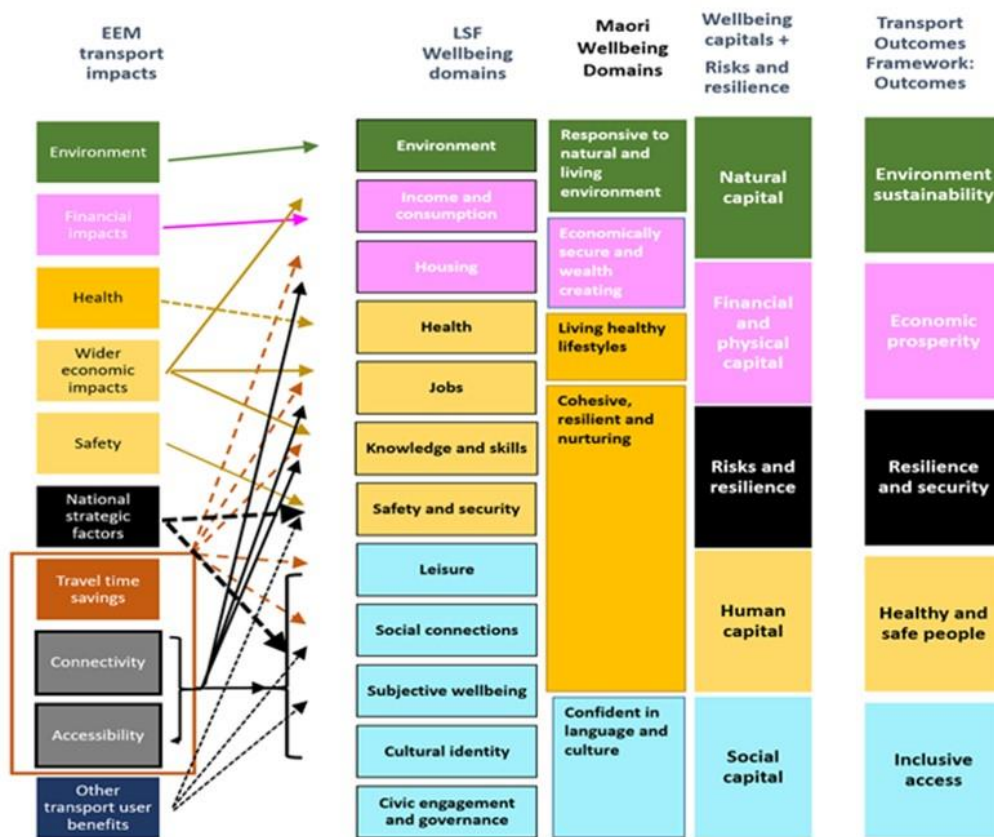 EEM
transport
impacts
Environment
Financial
impacts
Health
Wider
economic
impacts
Safety
National
strategic
factors
Travel time
savings
Connectivity
Accessibility
Other
transport user
benefits
LSF
Wellbeing
domains
Environment
Income and
consumption
Housing
Health
Jobs
Knowledge and skills
Safety and security
Leisure
Social connections
Subjective wellbeing
Cultural identity
Civic engagement
and governance
Maori
Wellbeing
Domains
Responsive to
natural and
living
environment
Economically
secure and
wealth
creating
Living healthy
lifestyles
Cohesive,
resilient and
nurturing
Confident in
language and
culture
Wellbeing
capitals +
Risks and
resilience
Natural
capital
Financial
and
physical
capital
Risks and
resilience
Human
capital
Social
capital
Transport
Outcomes
Framework:
Outcomes
Environment
sustainability
Economic
prosperity
Resilience
and security
Healthy and
safe people
Inclusive
access